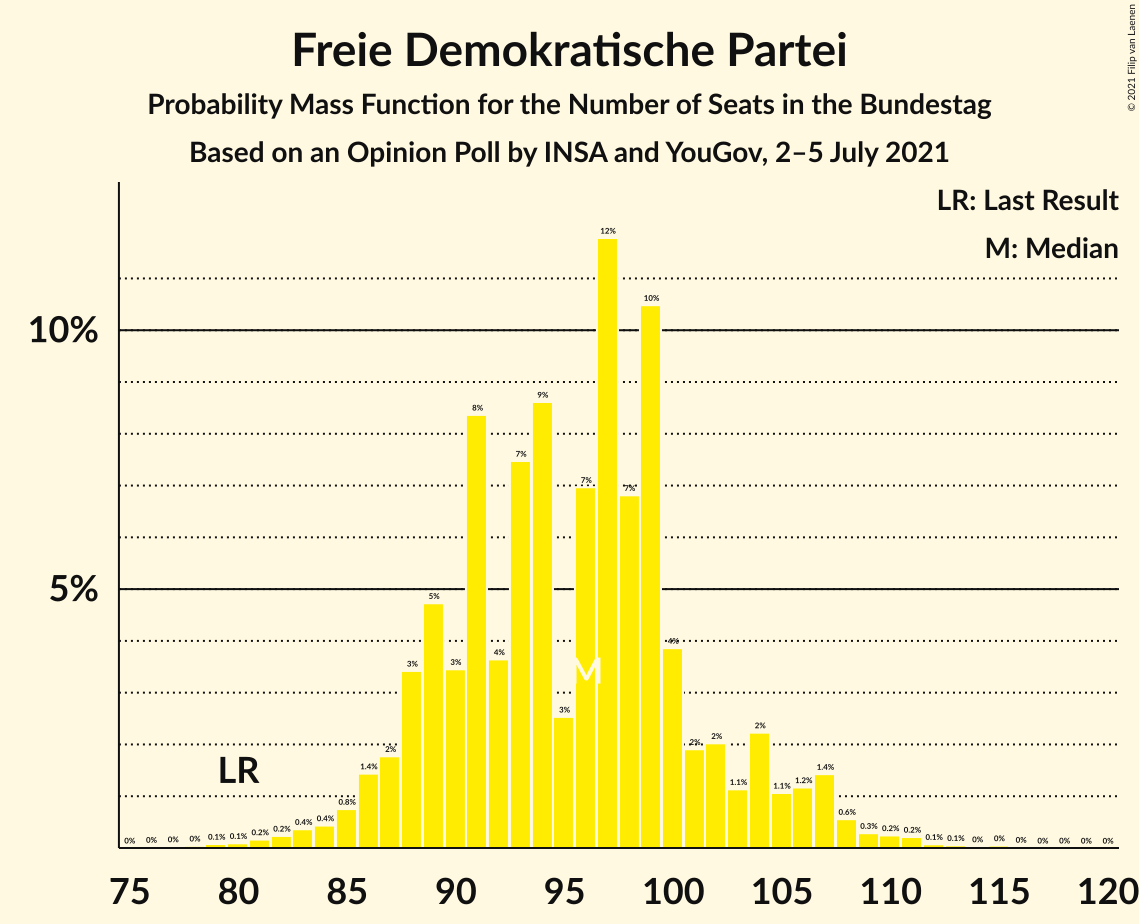 Freie Demokratische Partei
Probability Mass Function for the Number of Seats in the Bundestag
Based on an Opinion Poll by INSA and YouGov, 2–5 July 2021
© 2021 Filip van Laenen
LR: Last Result
M: Median
10%
5%
0% 0% 0% 0% 0.1% 0.1% 0.2% 0.2% 0.4% 0.4% 0.8% 1.4% 2% 3% 5% 3% 8% 4% 7% 9% 3% 7% 12% 7% 10% 4% 2% 2% 1.1% 2% 1.1% 1.2% 1.4% 0.6% 0.3% 0.2% 0.2% 0.1% 0.1% 0% 0% 0% 0% 0% 0% 0%
LR
M
75 80 85 90 95 100 105 110 115 120